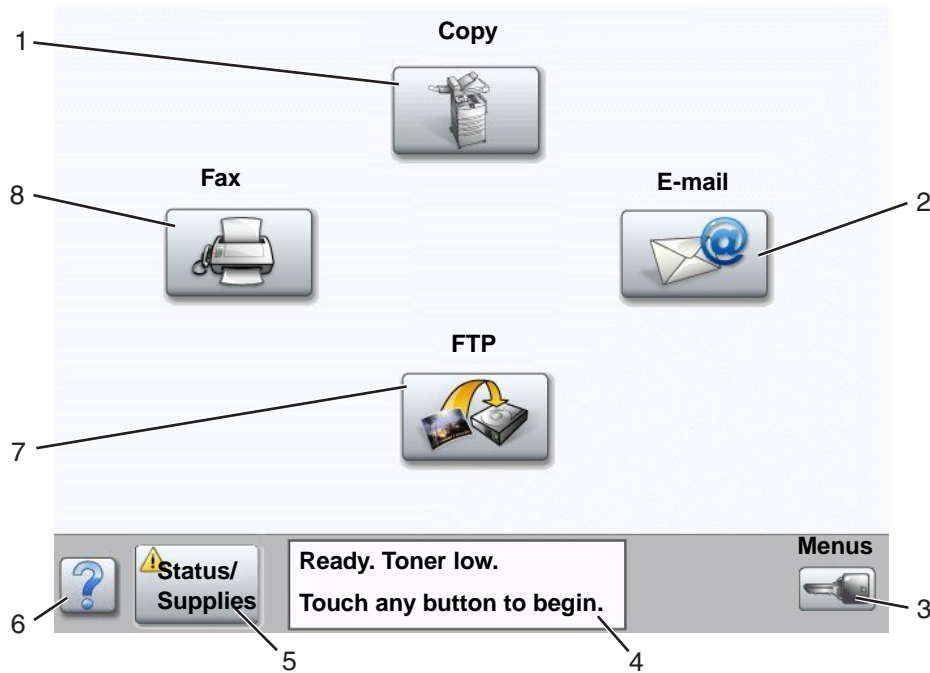 Copy
1
Fax
E-mail
8
2
FTP
7
Menus
Status/
Supplies
Ready. Toner low.
Touch any button to begin.
6
5
4
3